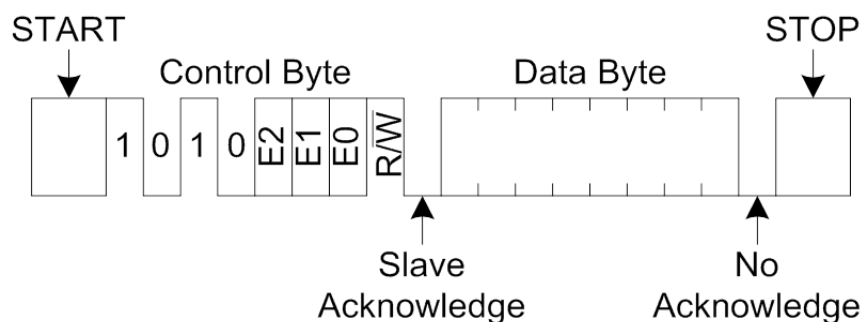 START STOP
Control Byte Data Byte
1 0 1 0 E2 E1 E0 R/W̅
Slave No
Acknowledge Acknowledge